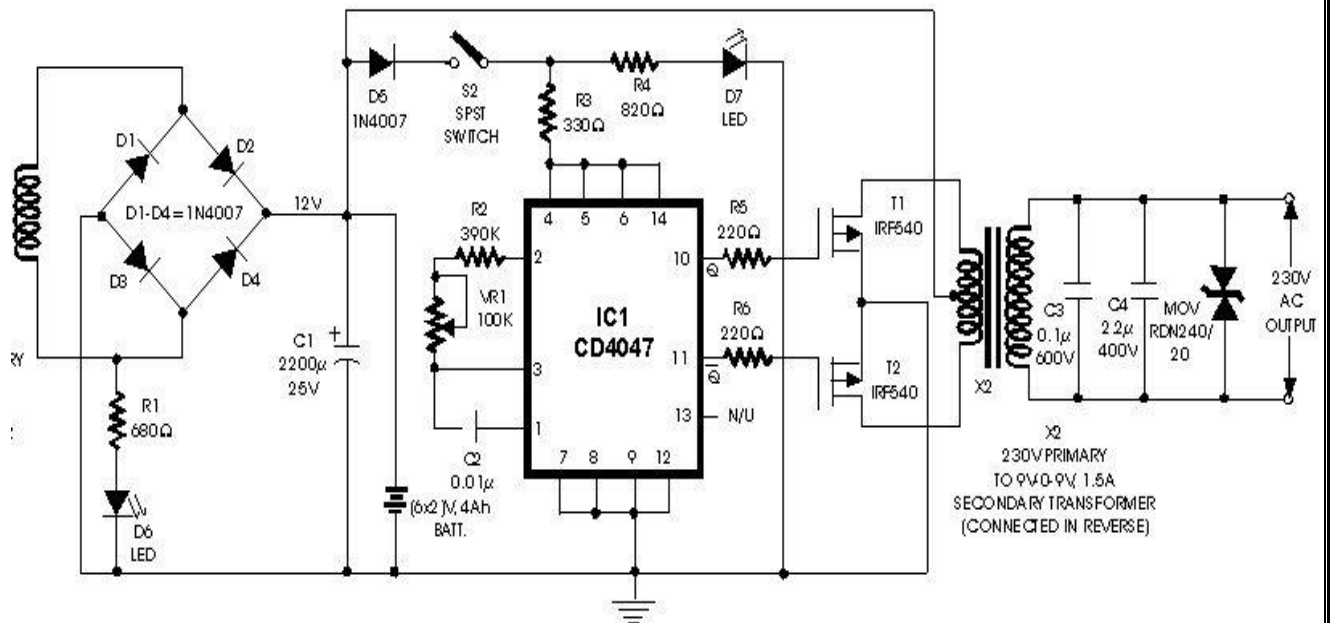 D1
D2
D1-D4=1N4007
D3
D4
RY
R1
680Ω
D6
LED
12V
C1
+
2200µ
25V
(6x2)V, 4Ah
BATT.
D5
1N4007
S2
SPST
SWITCH
R3
330Ω
R4
820Ω
D7
LED
R2
390K
VR1
100K
C2
0.01µ
4
5
6
14
2
3
1
10
11
13
7
8
9
12
IC1
CD4047
Q
Q
N/U
R5
220Ω
R6
220Ω
T1
IRF540
T2
IRF540
X2
C3
0.1µ
600V
C4
2.2µ
400V
MOV
RDN240/
20
230V
AC
OUTPUT
X2
230V PRIMARY
TO 9V-0-9V, 1.5A
SECONDARY TRANSFORMER
(CONNECTED IN REVERSE)